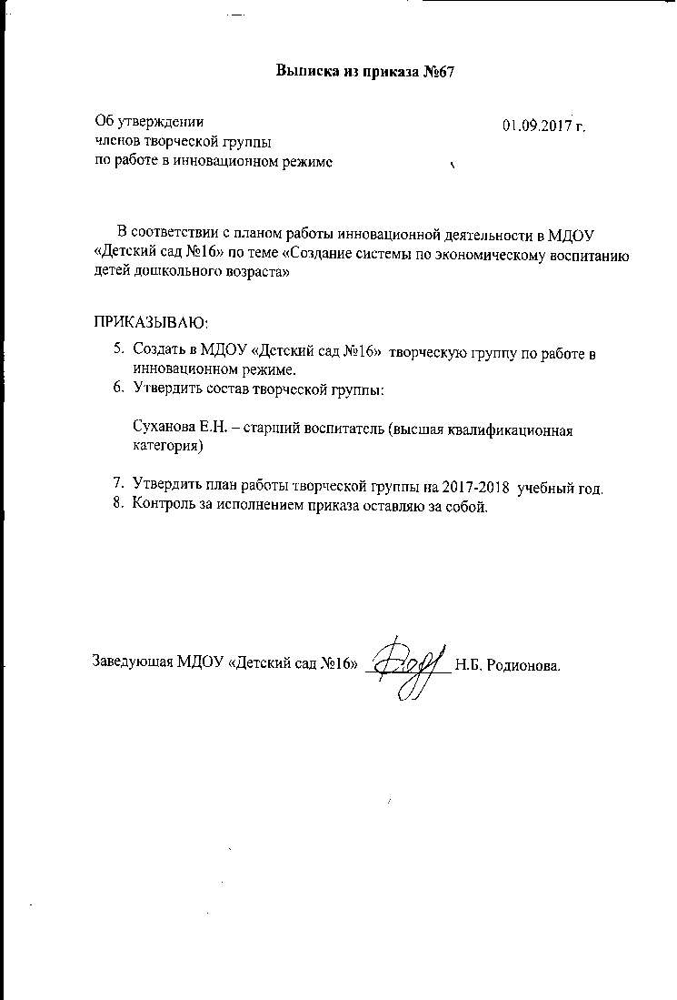 Выписка из приказа №67
Об утверждении
01.09.2017 г.
членов творческой группы
по работе в инновационном режиме
В соответствии с планом работы инновационной деятельности в МДОУ
«Детский сад №16» по теме «Создание системы по экономическому воспитанию
детей дошкольного возраста»
ПРИКАЗЫВАЮ:
5. Создать в МДОУ «Детский сад №16» творческую группу по работе в
инновационном режиме.
6. Утвердить состав творческой группы:
Суханова Е.Н. – старший воспитатель (высшая квалификационная
категория)
7. Утвердить план работы творческой группы на 2017-2018 учебный год.
8. Контроль за исполнением приказа оставляю за собой.
Заведующая МДОУ «Детский сад №16» Н.Б. Родионова.